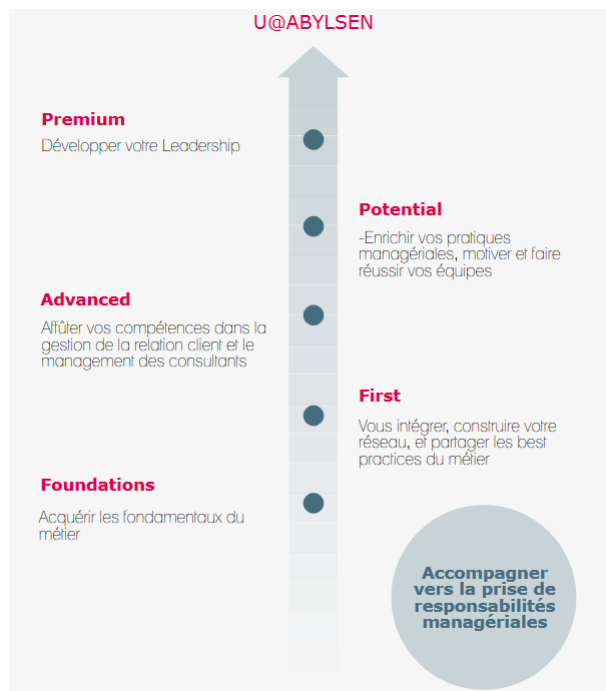 U@ABYLSEN
Premium
Développer votre Leadership
Potential
-Enrichir vos pratiques
managériales, motiver et faire
réussir vos équipes
Advanced
Affûter vos compétences dans la
gestion de la relation client et le
management des consultants
First
Vous intégrer, construire votre
réseau, et partager les best
practices du métier
Foundations
Acquérir les fondamentaux du
métier
Accompagner
vers la prise de
responsabilités
managériales